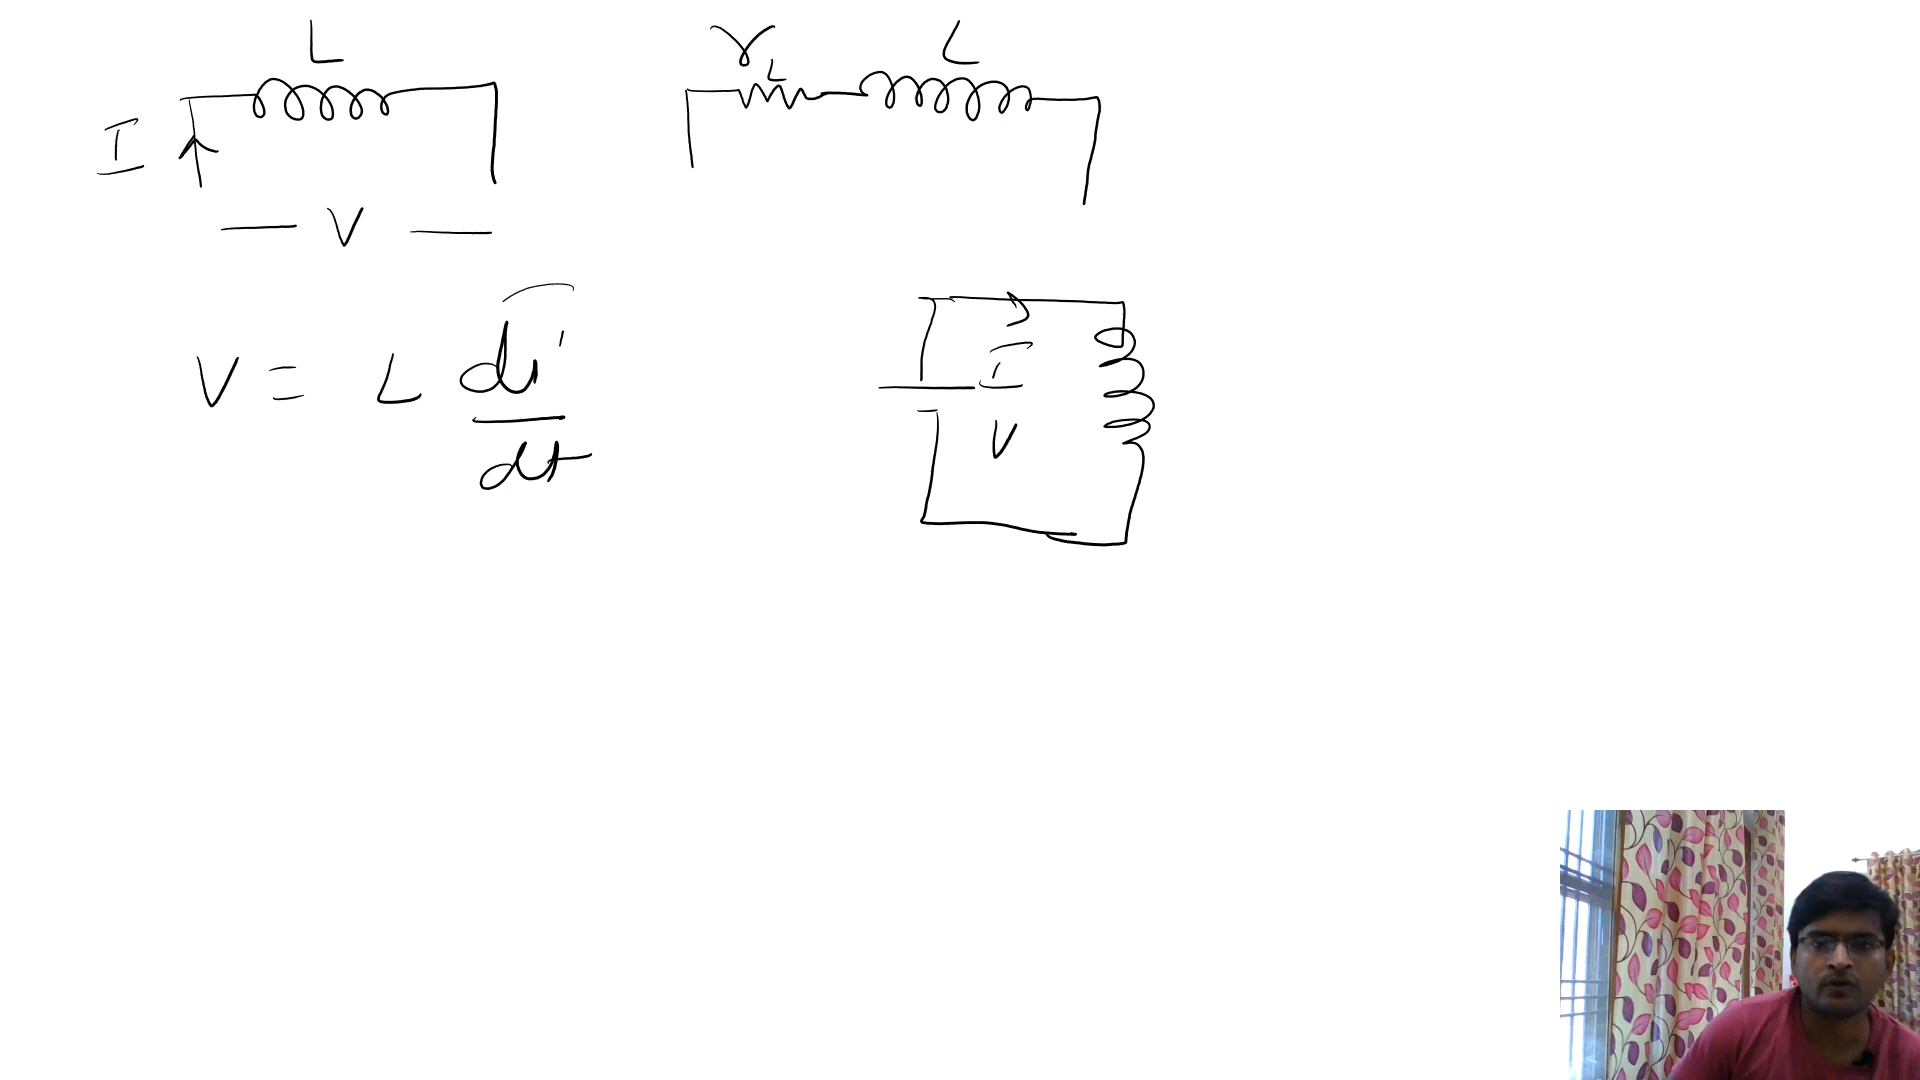 L
I
V
r_L L
V = L di/dt
I
V